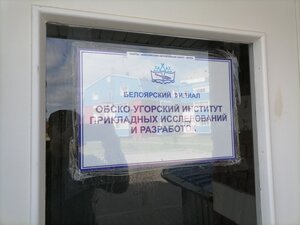 БЕЛОЯРСКИЙ ФИЛИАЛ
ОБСКО-УГОРСКИЙ ИНСТИТУТ
ПРИКЛАДНЫХ ИССЛЕДОВАНИЙ
И РАЗРАБОТОК